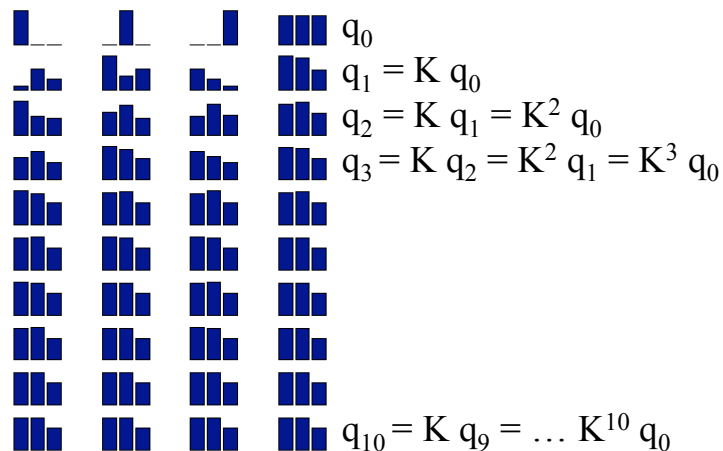 q₀
q₁ = K q₀
q₂ = K q₁ = K² q₀
q₃ = K q₂ = K² q₁ = K³ q₀
q₁₀ = K q₉ = … K¹⁰ q₀